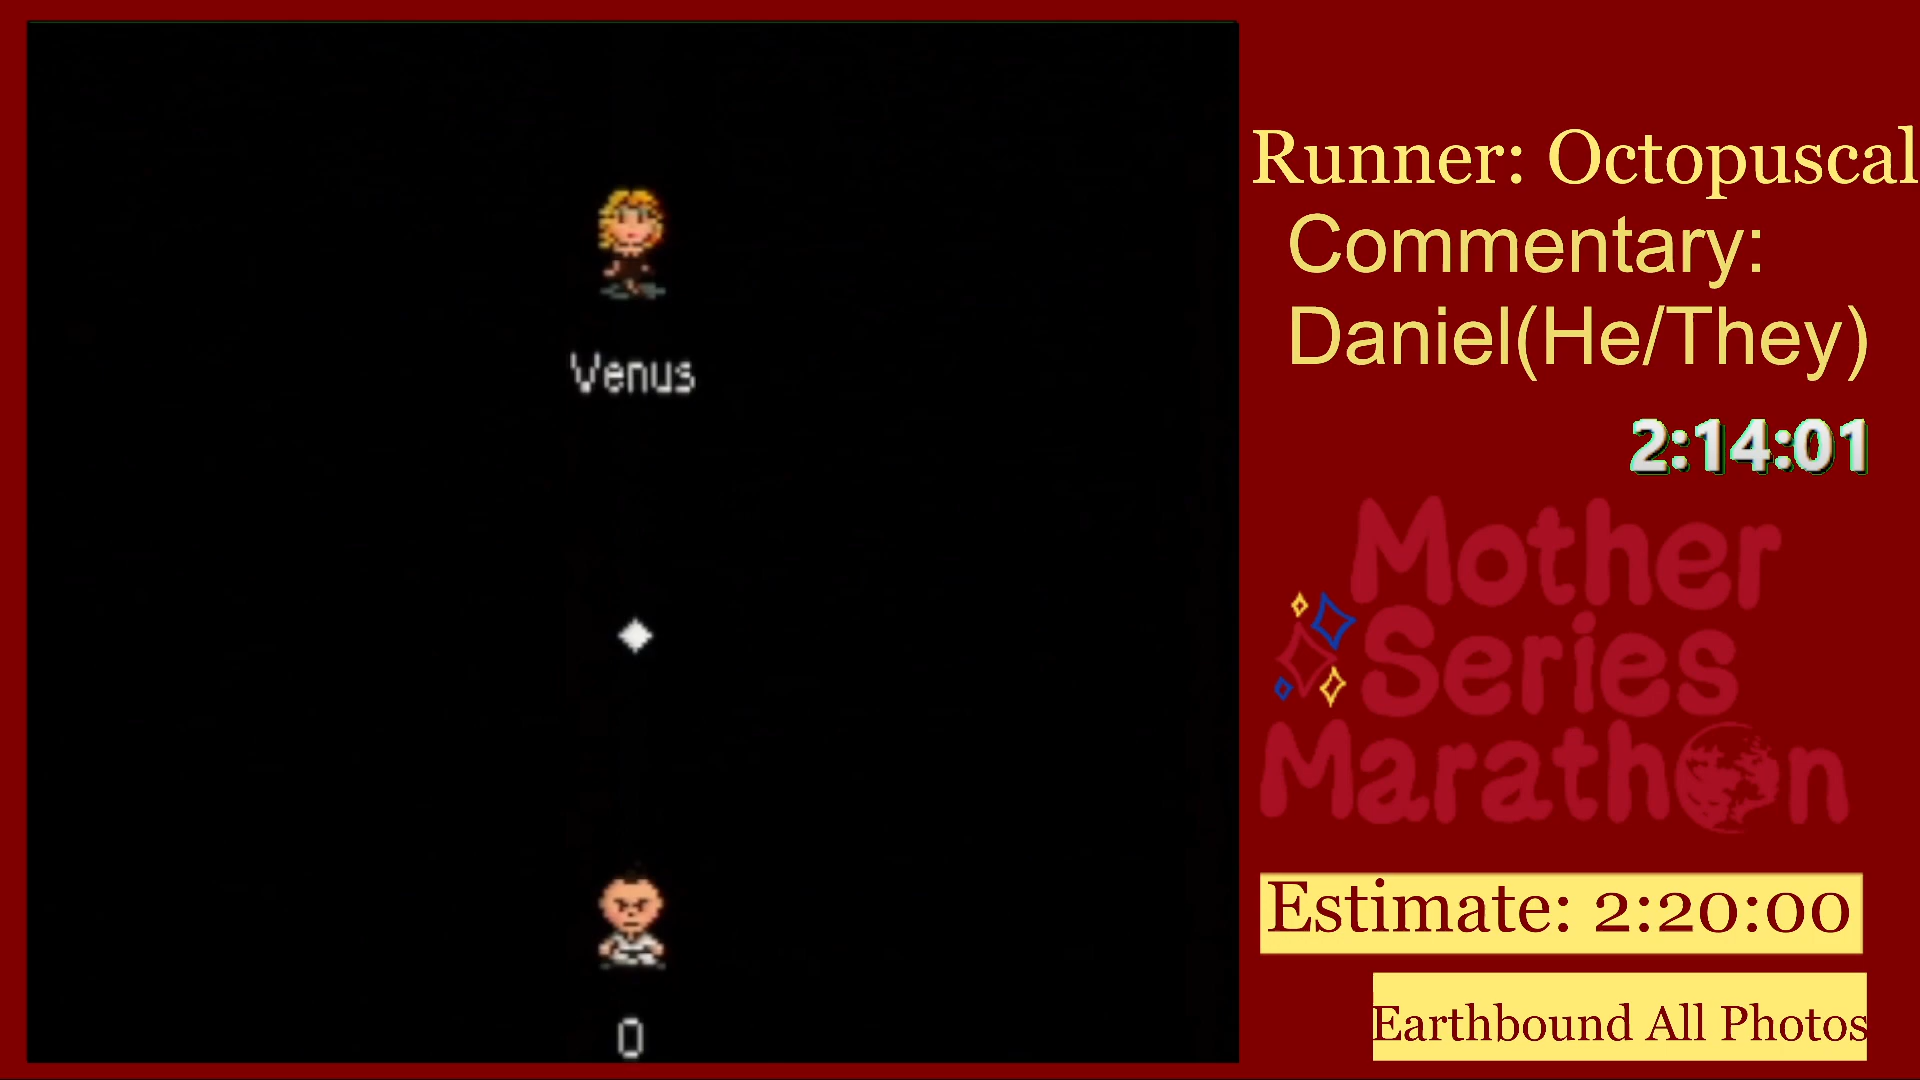 Venus
0
Runner: Octopuscal
Commentary:
Daniel(He/They)
2:14:01
Mother
Series
Marathon
Estimate: 2:20:00
Earthbound All Photos